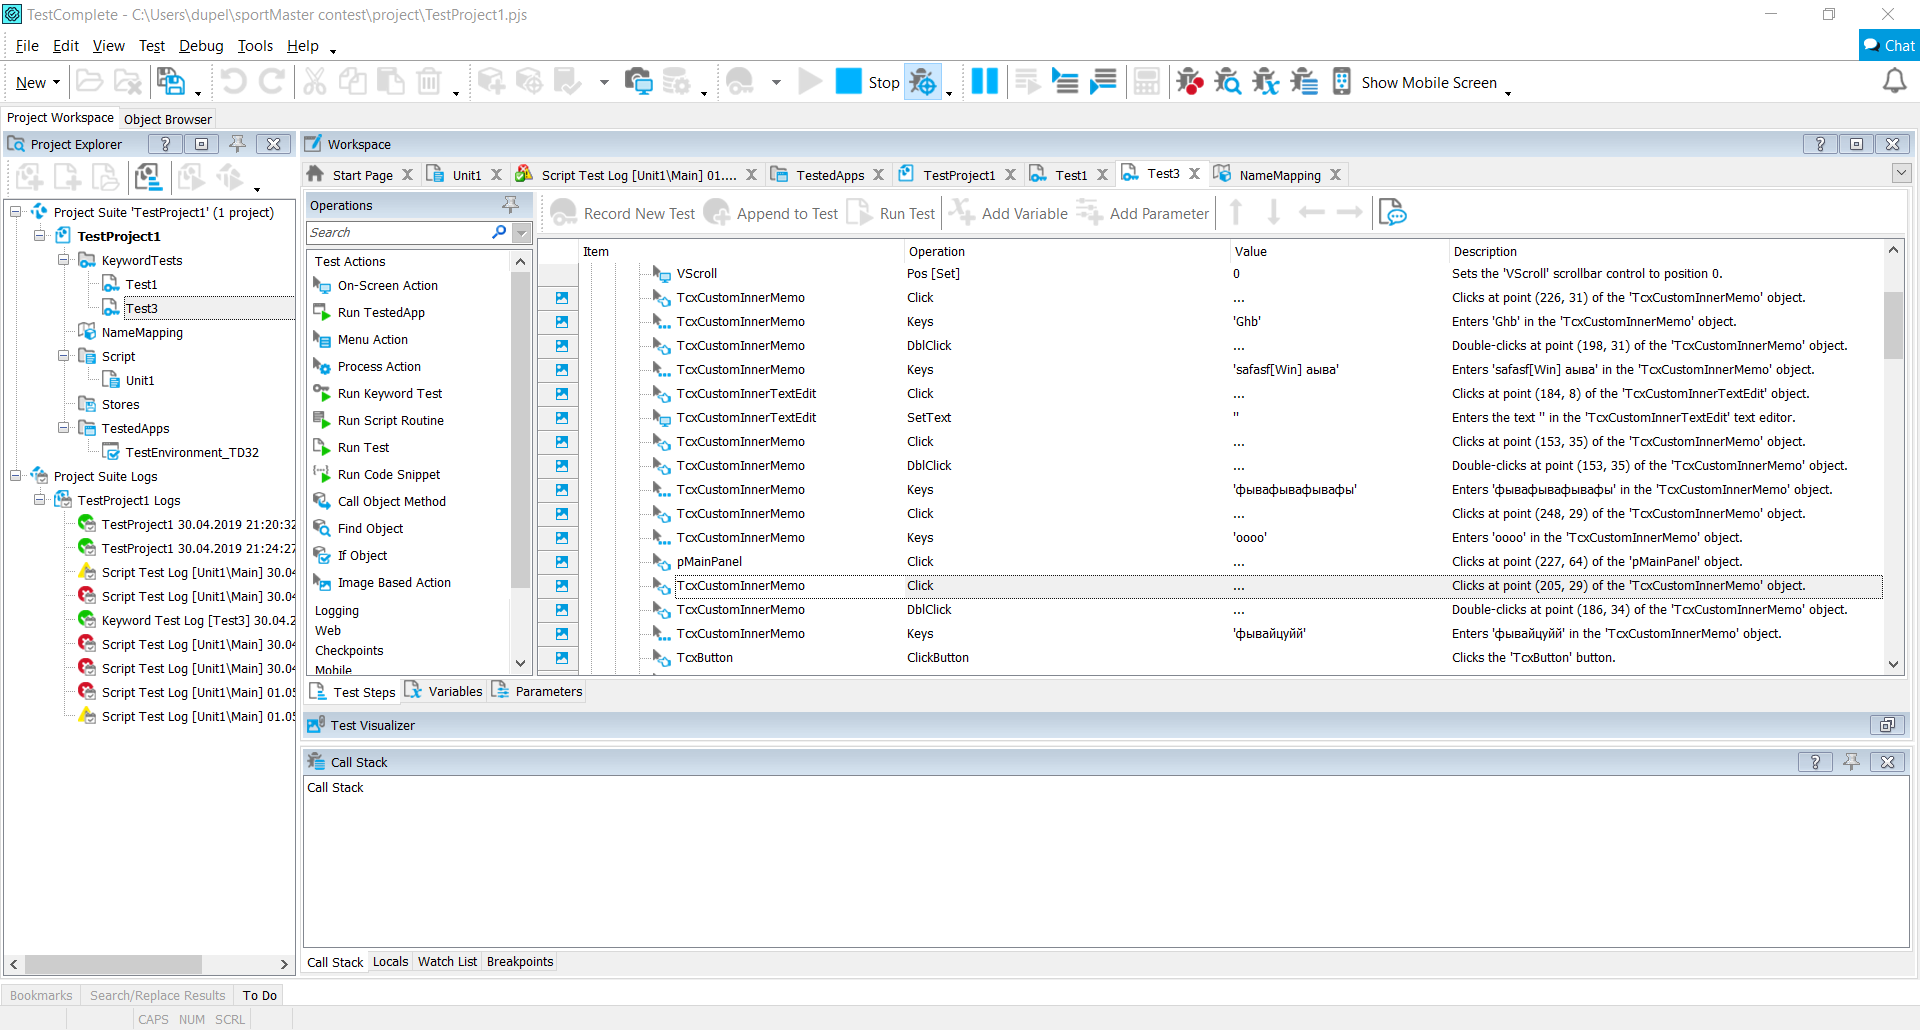 TestComplete - C:\Users\dupel\sportMaster contest\project\TestProject1.pjs
File Edit View Test Debug Tools Help
Chat
New Stop Show Mobile Screen
Project Workspace Object Browser
Project Explorer
Project Suite 'TestProject1' (1 project)
TestProject1
KeywordTests
Test1
Test3
NameMapping
Script
Unit1
Stores
TestedApps
TestEnvironment_TD32
Project Suite Logs
TestProject1 Logs
TestProject1 30.04.2019 21:20:32
TestProject1 30.04.2019 21:24:27
Script Test Log [Unit1\Main] 30.04
Script Test Log [Unit1\Main] 30.04
Keyword Test Log [Test3] 30.04.2
Script Test Log [Unit1\Main] 30.04
Script Test Log [Unit1\Main] 30.04
Script Test Log [Unit1\Main] 01.05
Script Test Log [Unit1\Main] 01.05
Workspace
Start Page Unit1 Script Test Log [Unit1\Main] 01.... TestedApps TestProject1 Test1 Test3 NameMapping
Operations
Search
Test Actions
On-Screen Action
Run TestedApp
Menu Action
Process Action
Run Keyword Test
Run Script Routine
Run Test
Run Code Snippet
Call Object Method
Find Object
If Object
Image Based Action
Logging
Web
Checkpoints
Mobile
Record New Test Append to Test Run Test Add Variable Add Parameter
Item Operation Value Description
VScroll Pos [Set] 0 Sets the 'VScroll' scrollbar control to position 0.
TcxCustomInnerMemo Click ... Clicks at point (226, 31) of the 'TcxCustomInnerMemo' object.
TcxCustomInnerMemo Keys 'Ghb' Enters 'Ghb' in the 'TcxCustomInnerMemo' object.
TcxCustomInnerMemo DblClick ... Double-clicks at point (198, 31) of the 'TcxCustomInnerMemo' object.
TcxCustomInnerMemo Keys 'safasf[Win] аыва' Enters 'safasf[Win] аыва' in the 'TcxCustomInnerMemo' object.
TcxCustomInnerTextEdit Click ... Clicks at point (184, 8) of the 'TcxCustomInnerTextEdit' object.
TcxCustomInnerTextEdit SetText '' Enters the text '' in the 'TcxCustomInnerTextEdit' text editor.
TcxCustomInnerMemo Click ... Clicks at point (153, 35) of the 'TcxCustomInnerMemo' object.
TcxCustomInnerMemo DblClick ... Double-clicks at point (153, 35) of the 'TcxCustomInnerMemo' object.
TcxCustomInnerMemo Keys 'фывафывафывафы' Enters 'фывафывафывафы' in the 'TcxCustomInnerMemo' object.
TcxCustomInnerMemo Click ... Clicks at point (248, 29) of the 'TcxCustomInnerMemo' object.
TcxCustomInnerMemo Keys 'оооо' Enters 'оооо' in the 'TcxCustomInnerMemo' object.
pMainPanel Click ... Clicks at point (227, 64) of the 'pMainPanel' object.
TcxCustomInnerMemo Click ... Clicks at point (205, 29) of the 'TcxCustomInnerMemo' object.
TcxCustomInnerMemo DblClick ... Double-clicks at point (186, 34) of the 'TcxCustomInnerMemo' object.
TcxCustomInnerMemo Keys 'фывайцуйй' Enters 'фывайцуйй' in the 'TcxCustomInnerMemo' object.
TcxButton ClickButton Clicks the 'TcxButton' button.
Test Steps Variables Parameters
Test Visualizer
Call Stack
Call Stack
Call Stack Locals Watch List Breakpoints
Bookmarks Search/Replace Results To Do
CAPS NUM SCRL